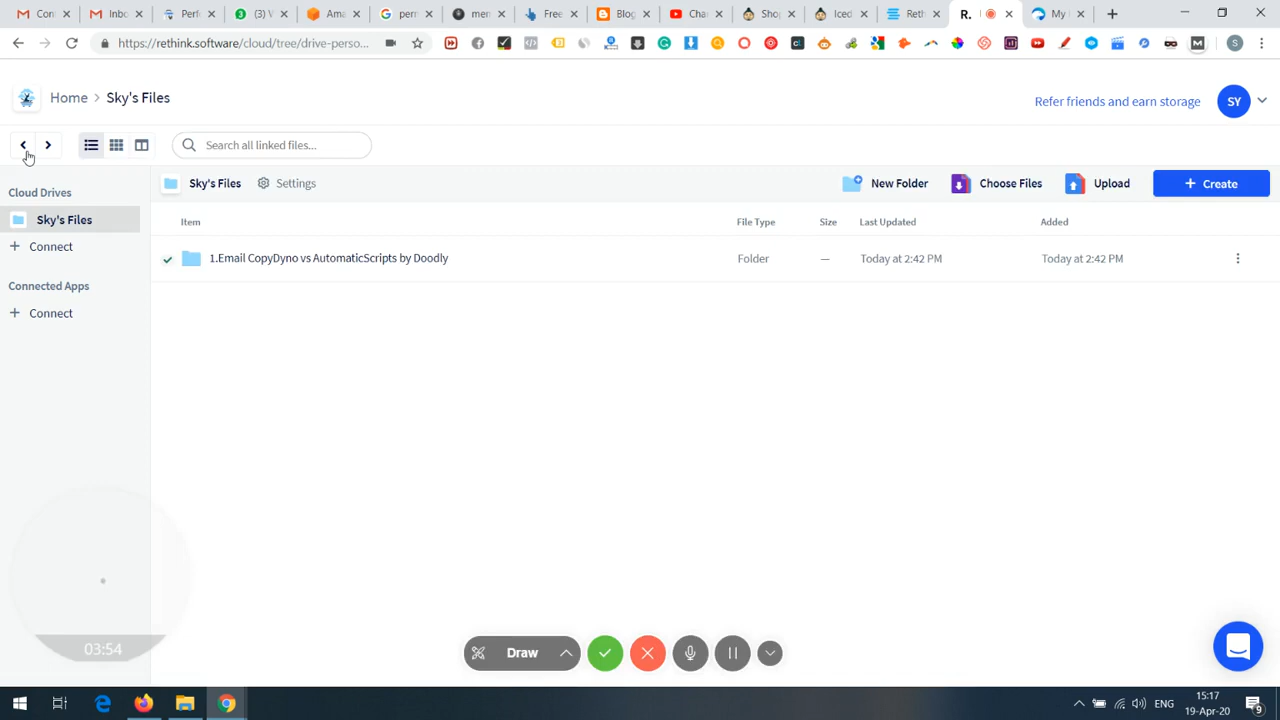 Con
Inbo
Perf
(3) V
Ama
perc
mer
Free
Blog
Cha
Shop
Iced
Reth
R.
My
https://rethink.software/cloud/tree/drive-perso...
S
Home > Sky's Files
Refer friends and earn storage
SY
Search all linked files...
Cloud Drives
Sky's Files
+ Connect
Connected Apps
+ Connect
Sky's Files Settings
New Folder Choose Files Upload + Create
Item File Type Size Last Updated Added
1.Email CopyDyno vs AutomaticScripts by Doodly Folder — Today at 2:42 PM Today at 2:42 PM
03:54
Draw
ENG
15:17
19-Apr-20
9